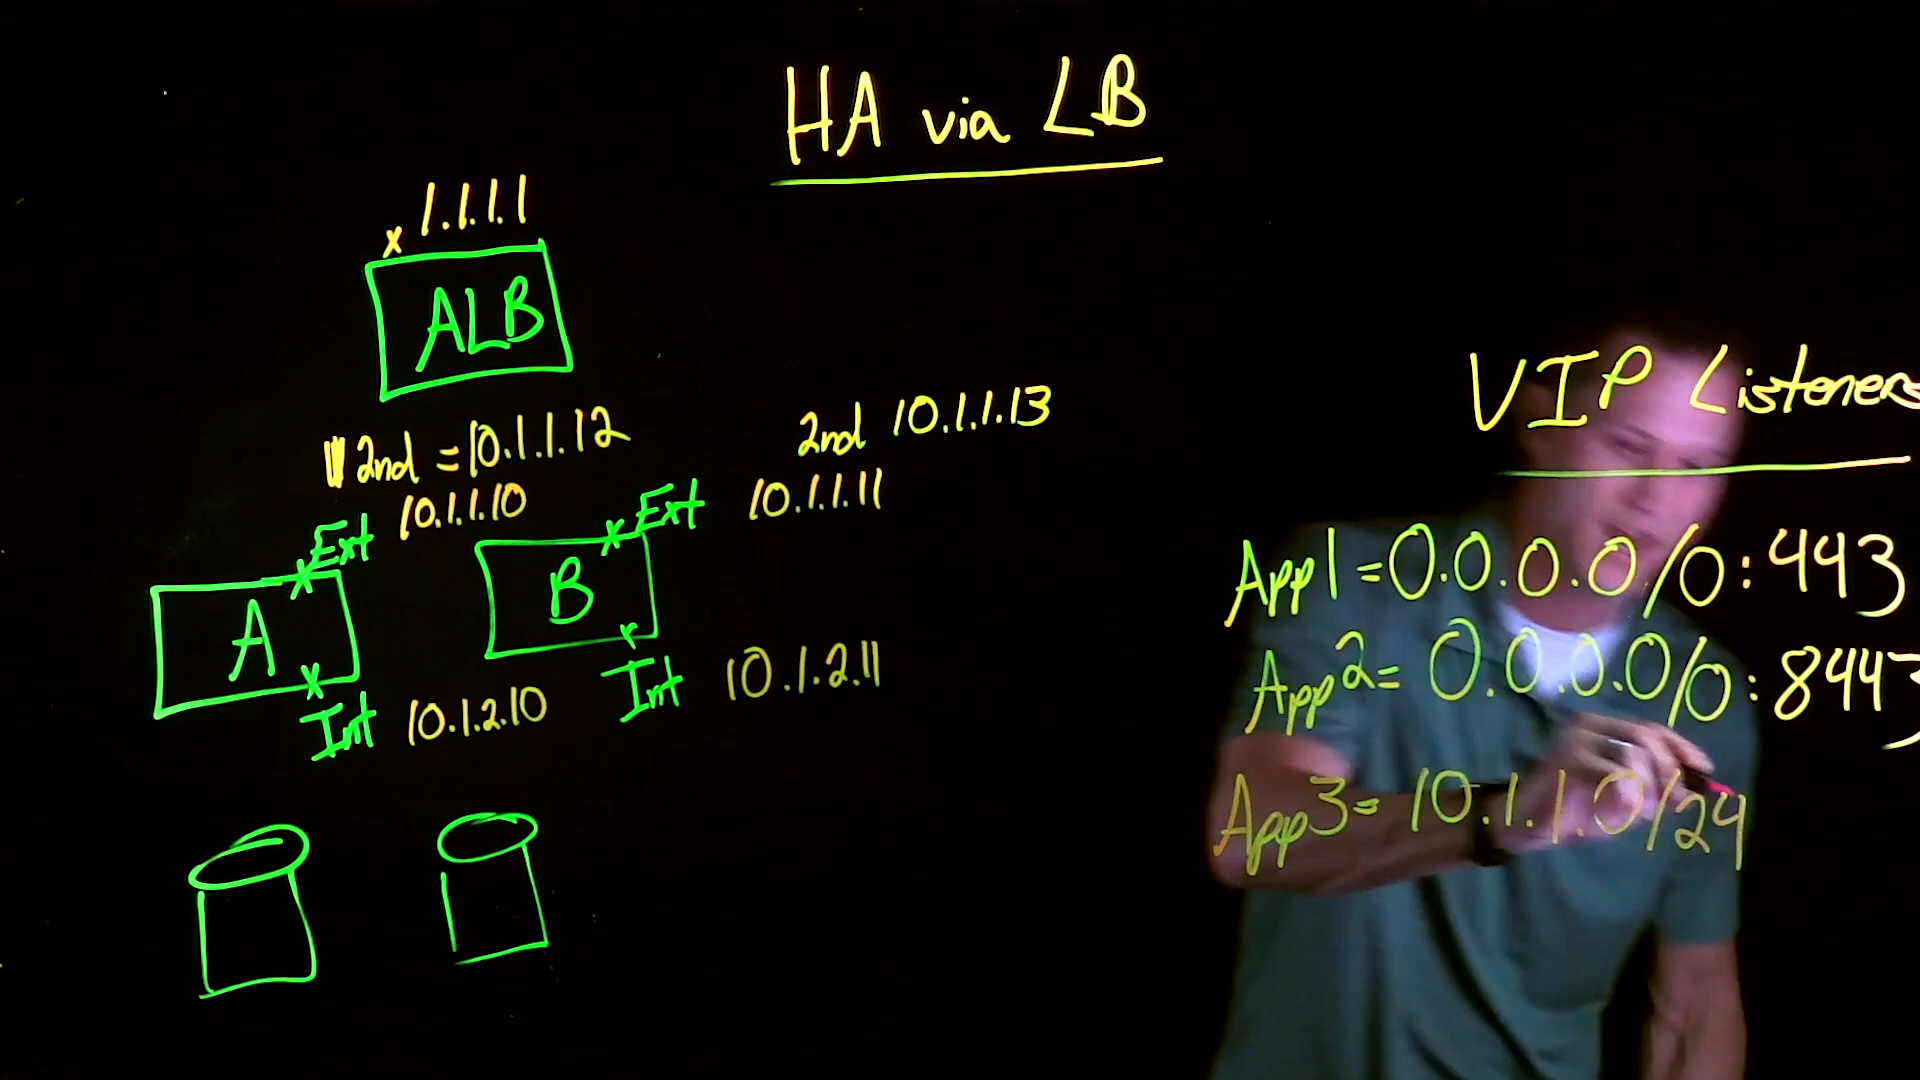 HA via LB
x 1.1.1.1
ALB
2nd = 10.1.1.12
2nd 10.1.1.13
10.1.1.10
Ext
Ext
10.1.1.11
A
B
Int 10.1.2.10
Int 10.1.2.11
VIP Listeners
App1 = 0.0.0.0/0:443
App2 = 0.0.0.0/0:8443
App3 = 10.1.1.0/24